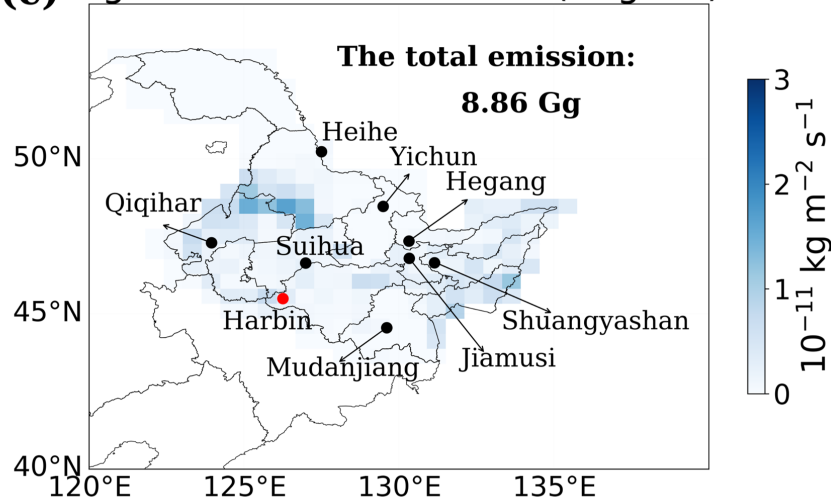 The total emission:
8.86 Gg
Heihe
Yichun
Hegang
Qiqihar
Suihua
Harbin
Shuangyashan
Mudanjiang
Jiamusi
50°N
45°N
40°N
120°E
125°E
130°E
135°E
3
2
1
0
10⁻¹¹ kg m⁻² s⁻¹